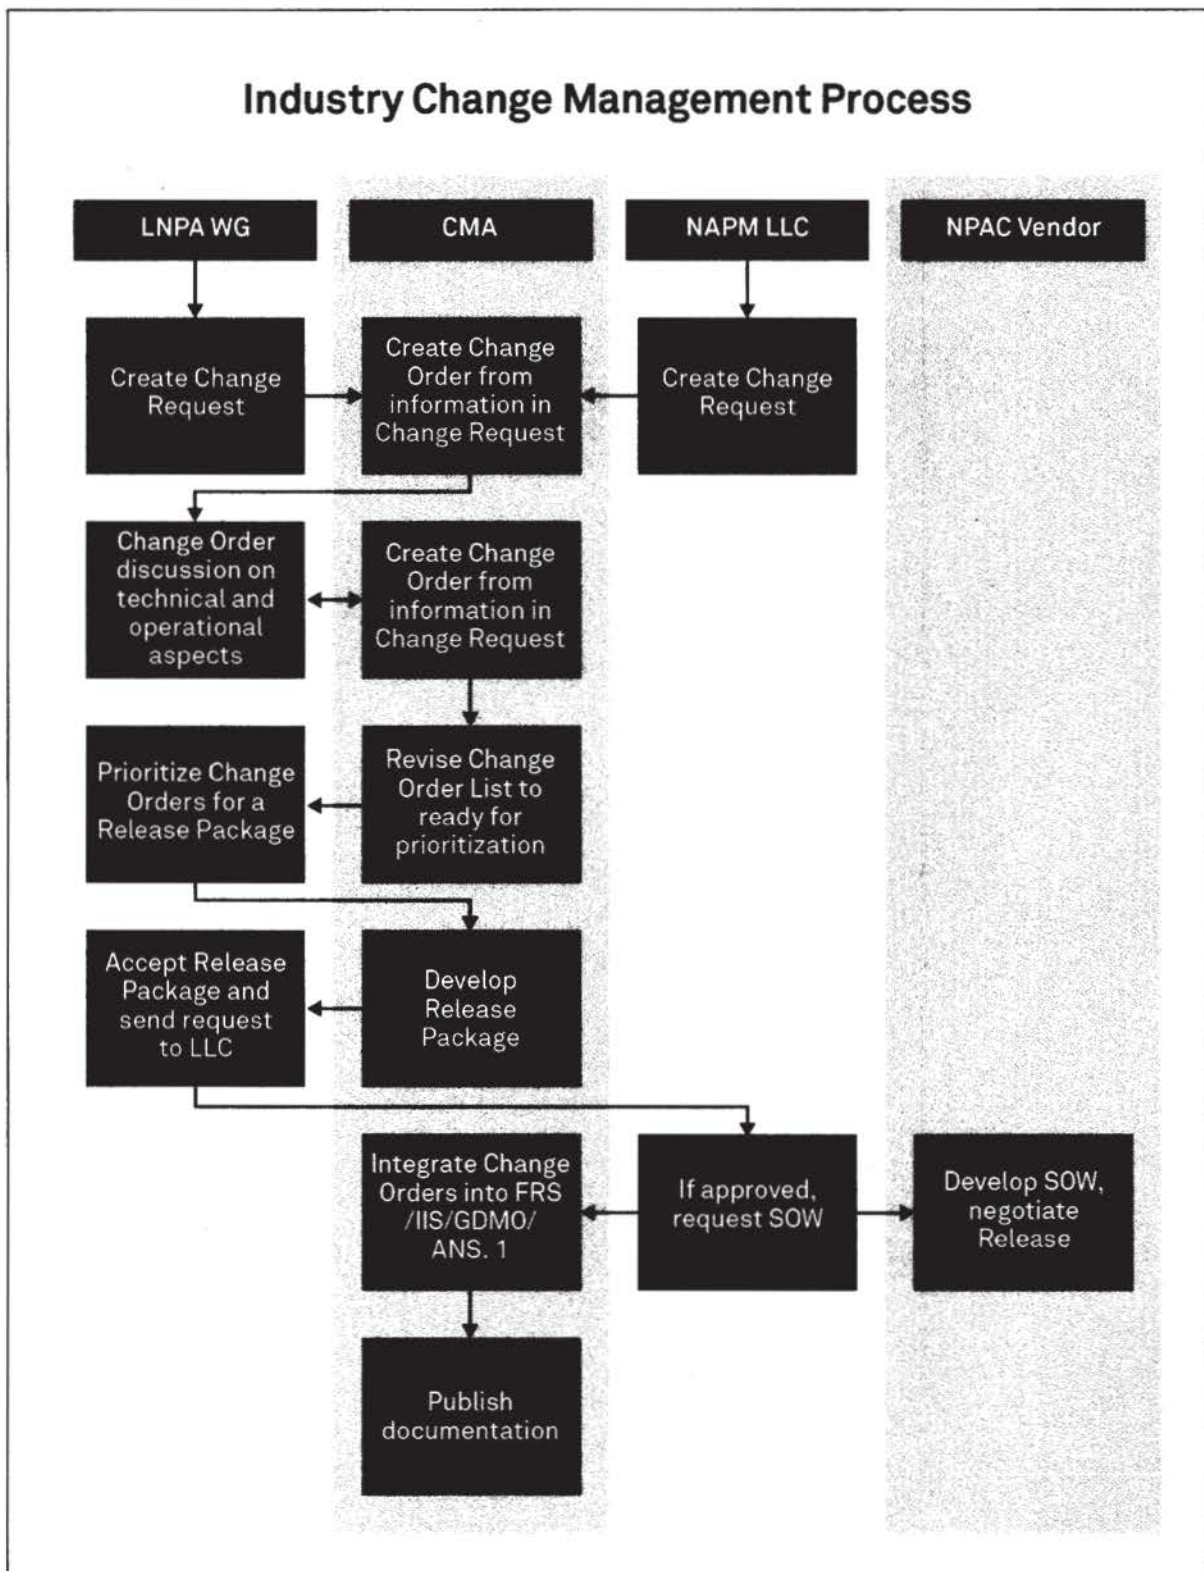 Industry Change Management Process
LNPA WG
CMA
NAPM LLC
NPAC Vendor
Create Change
Request
Create Change
Order from
information in
Change Request
Create Change
Request
Change Order
discussion on
technical and
operational
aspects
Create Change
Order from
information in
Change Request
Prioritize Change
Orders for a
Release Package
Revise Change
Order List to
ready for
prioritization
Accept Release
Package and
send request
to LLC
Develop
Release
Package
Integrate Change
Orders into FRS
/IIS/GDMO/
ANS. 1
If approved,
request SOW
Develop SOW,
negotiate
Release
Publish
documentation